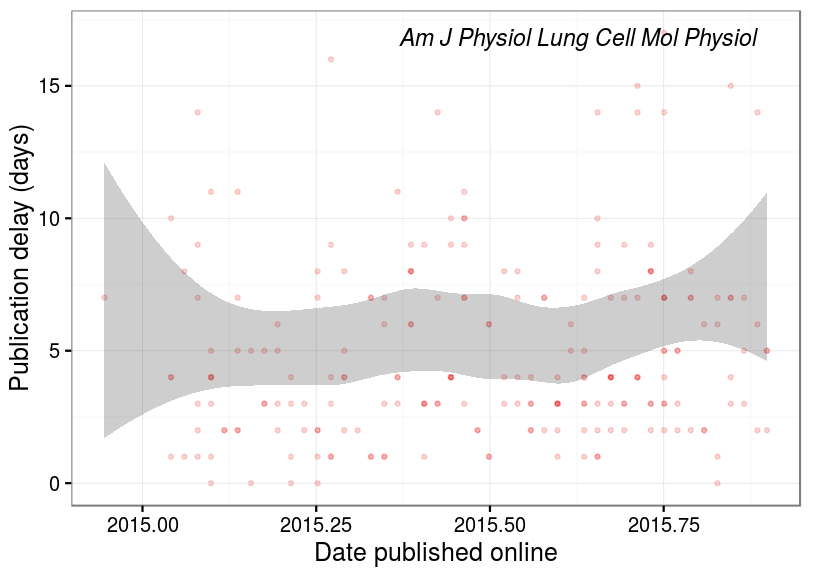 Am J Physiol Lung Cell Mol Physiol
Publication delay (days)
15
10
5
0
2015.00 2015.25 2015.50 2015.75
Date published online